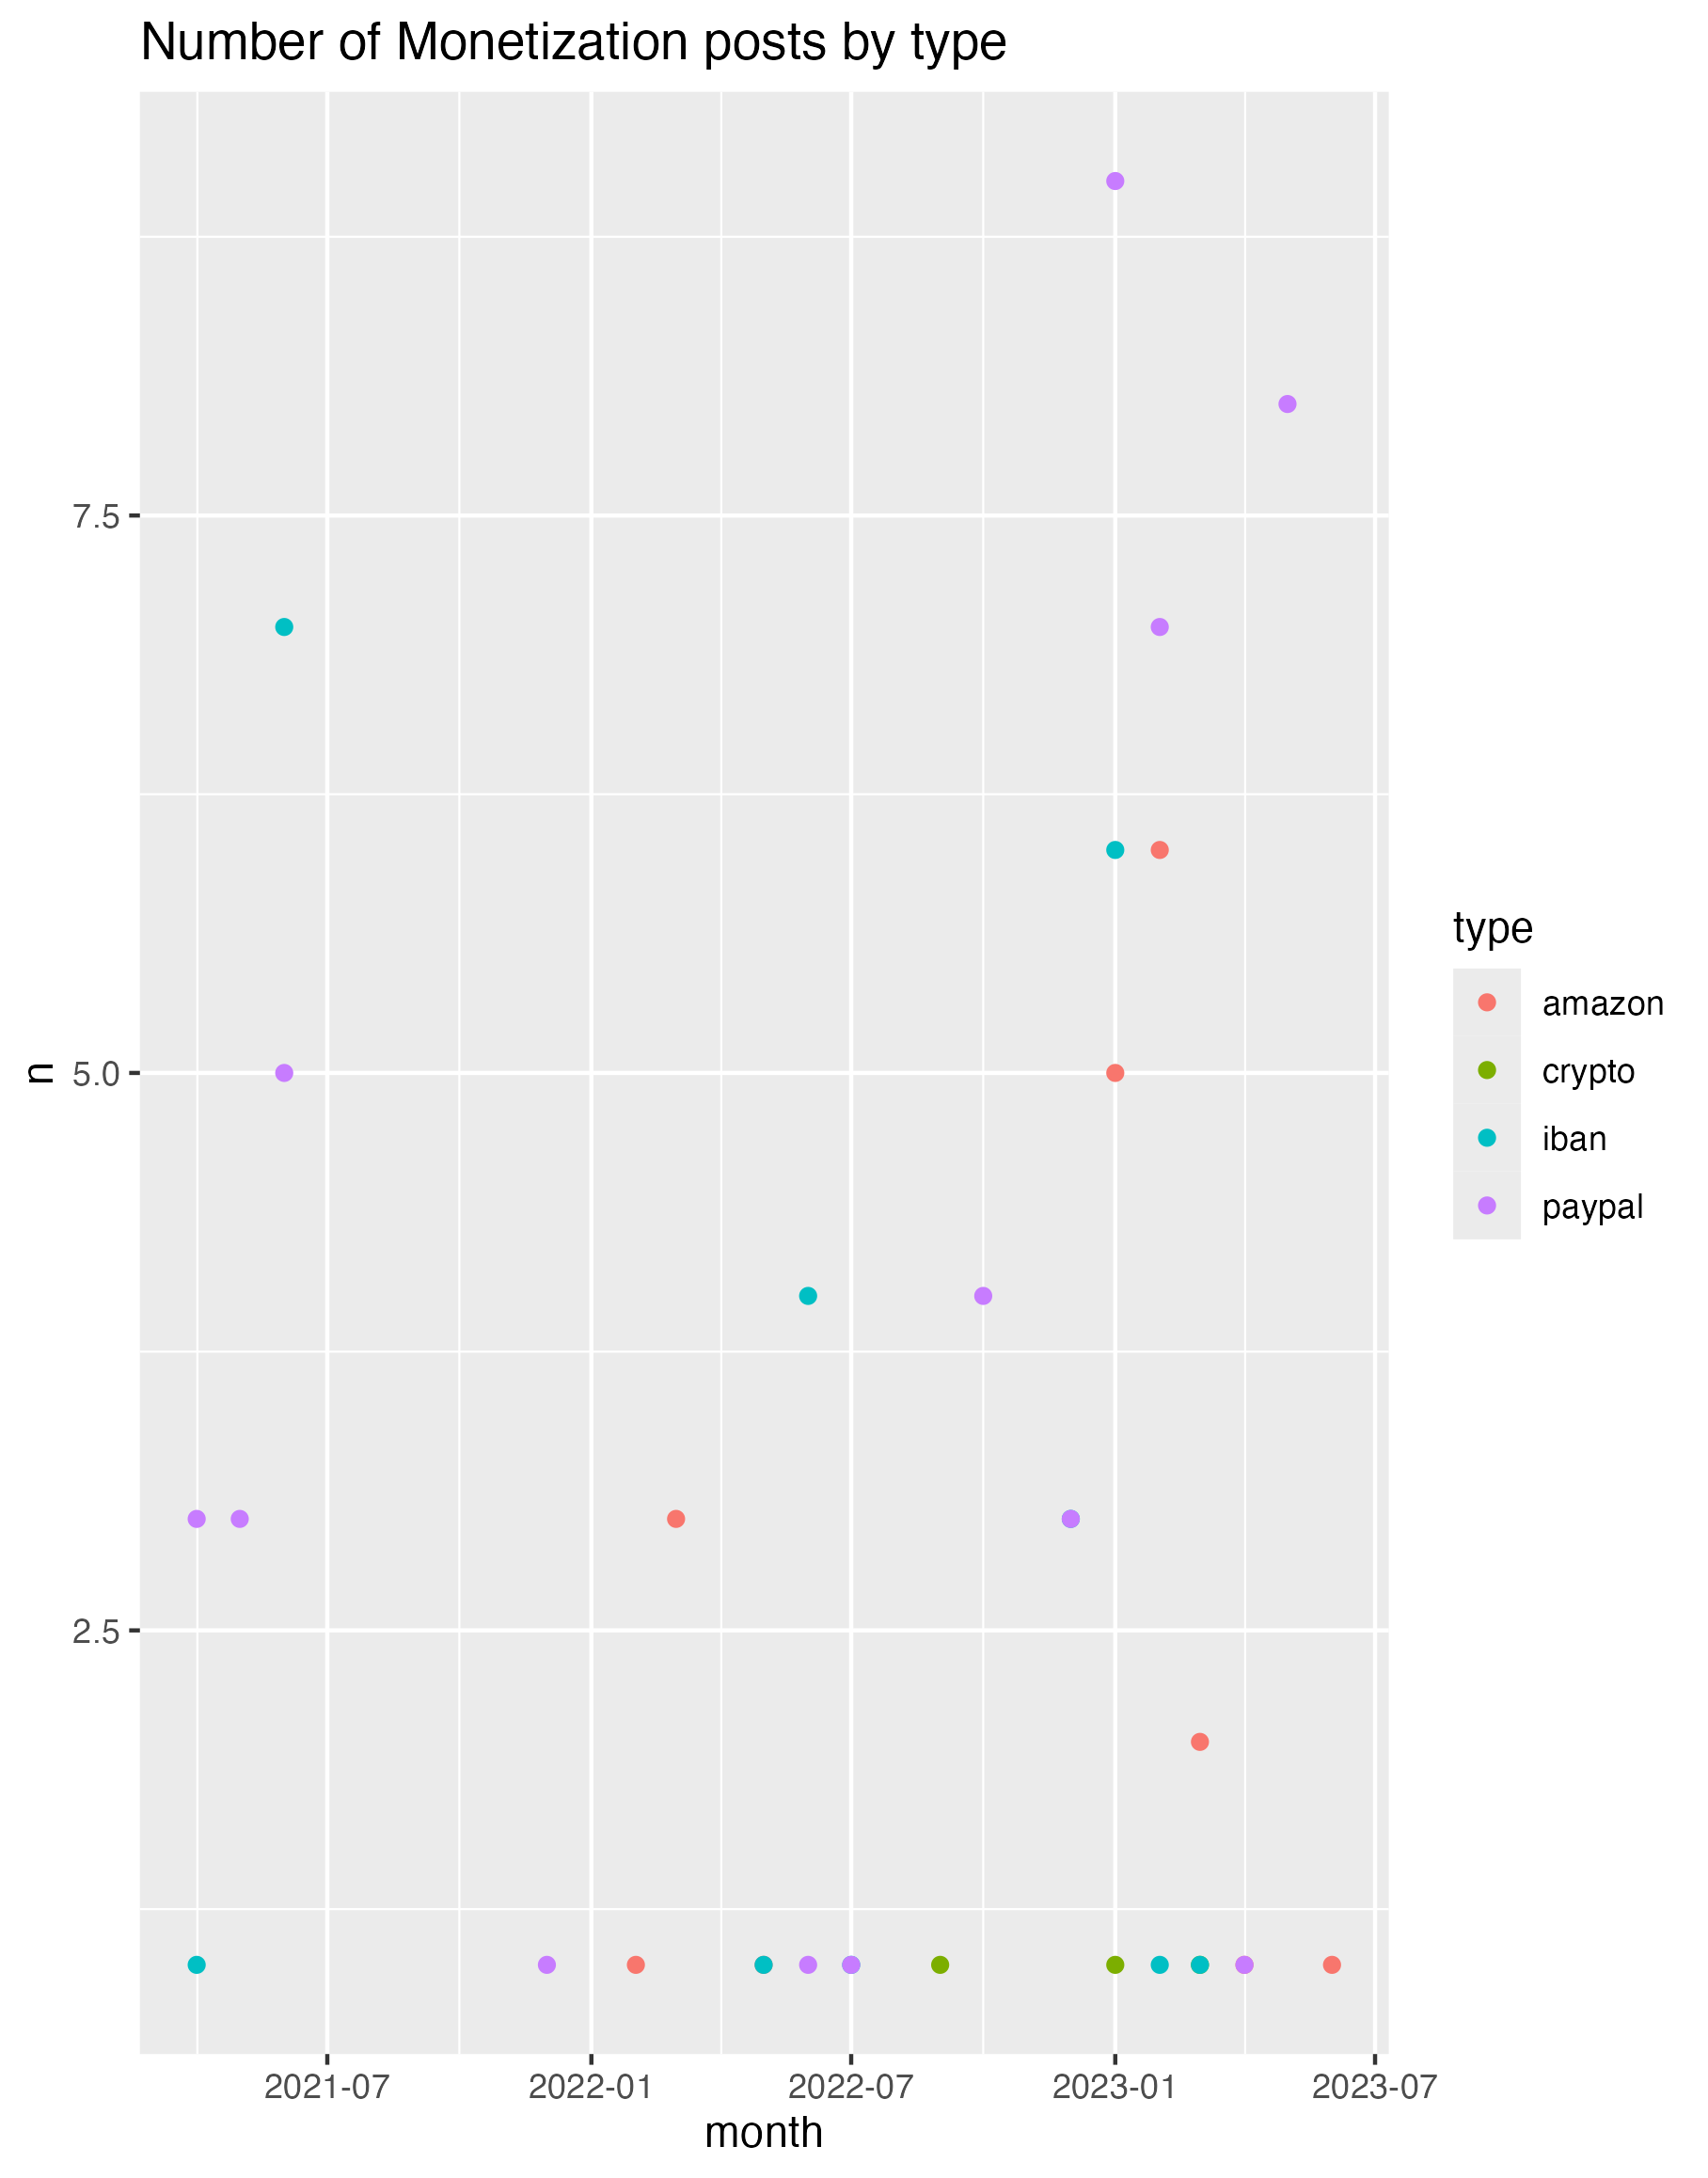 Number of Monetization posts by type
n
7.5
5.0
2.5
2021-07
2022-01
2022-07
2023-01
2023-07
month
type
amazon
crypto
iban
paypal